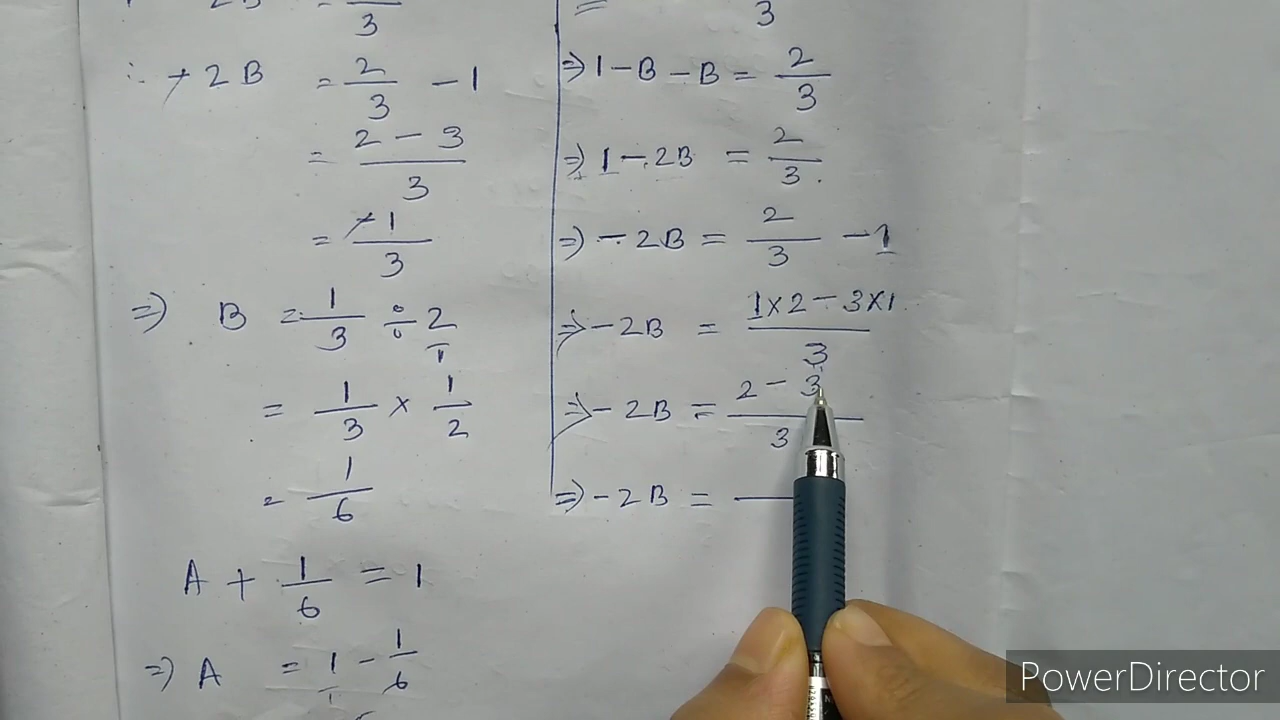 2B = 
3
∴ - 2B = 2/3 - 1
= 2 - 3/3
= -1/3
⇒ B = 1/3 ÷ 2/1
= 1/3 × 1/2
= 1/6
A + 1/6 = 1
⇒ A = 1/1 - 1/6
= 
3
⇒ 1 - B - B = 2/3
⇒ 1 - 2B = 2/3.
⇒ - 2B = 2/3 - 1
⇒ - 2B = 1×2 - 3×1/3
⇒ - 2B = 2 - 3/3
⇒ - 2B =
PowerDirector